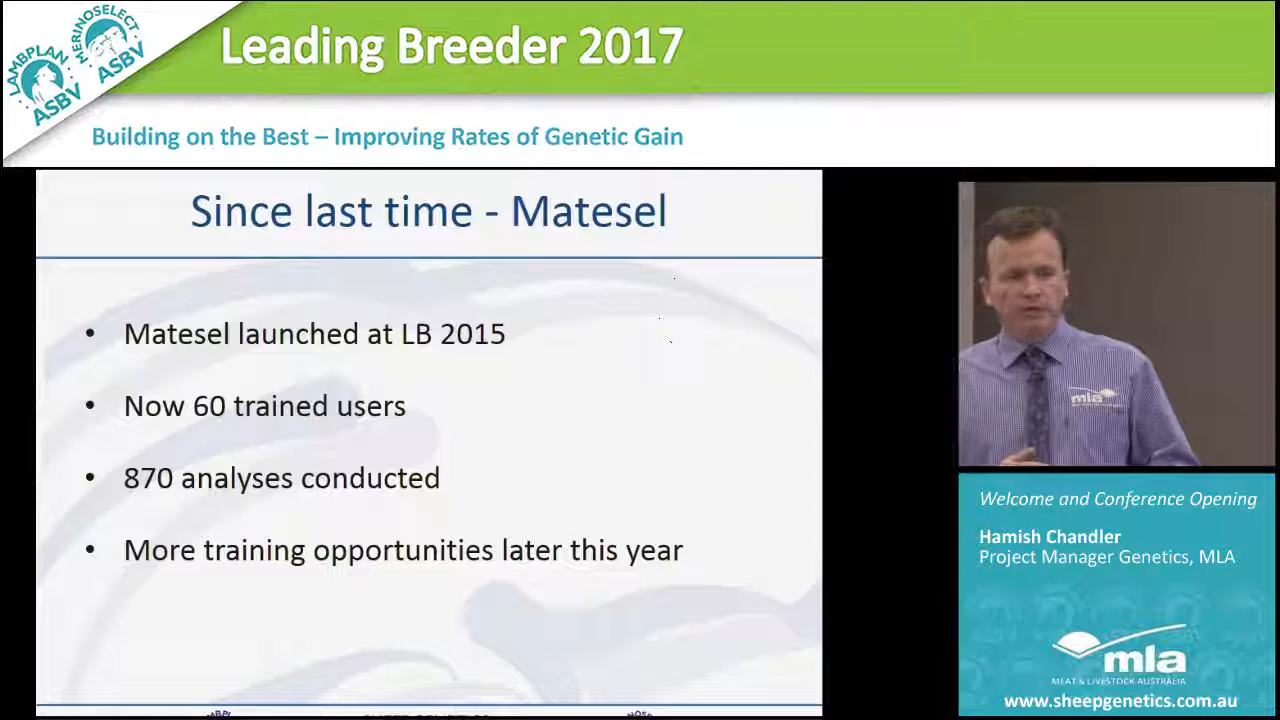 LAMBPLAN
ASBV
MERINOSELECT
ASBV
Leading Breeder 2017
Building on the Best – Improving Rates of Genetic Gain
Since last time - Matesel
• Matesel launched at LB 2015
• Now 60 trained users
• 870 analyses conducted
• More training opportunities later this year
mla
Welcome and Conference Opening
Hamish Chandler
Project Manager Genetics, MLA
mla
MEAT & LIVESTOCK AUSTRALIA
www.sheepgenetics.com.au